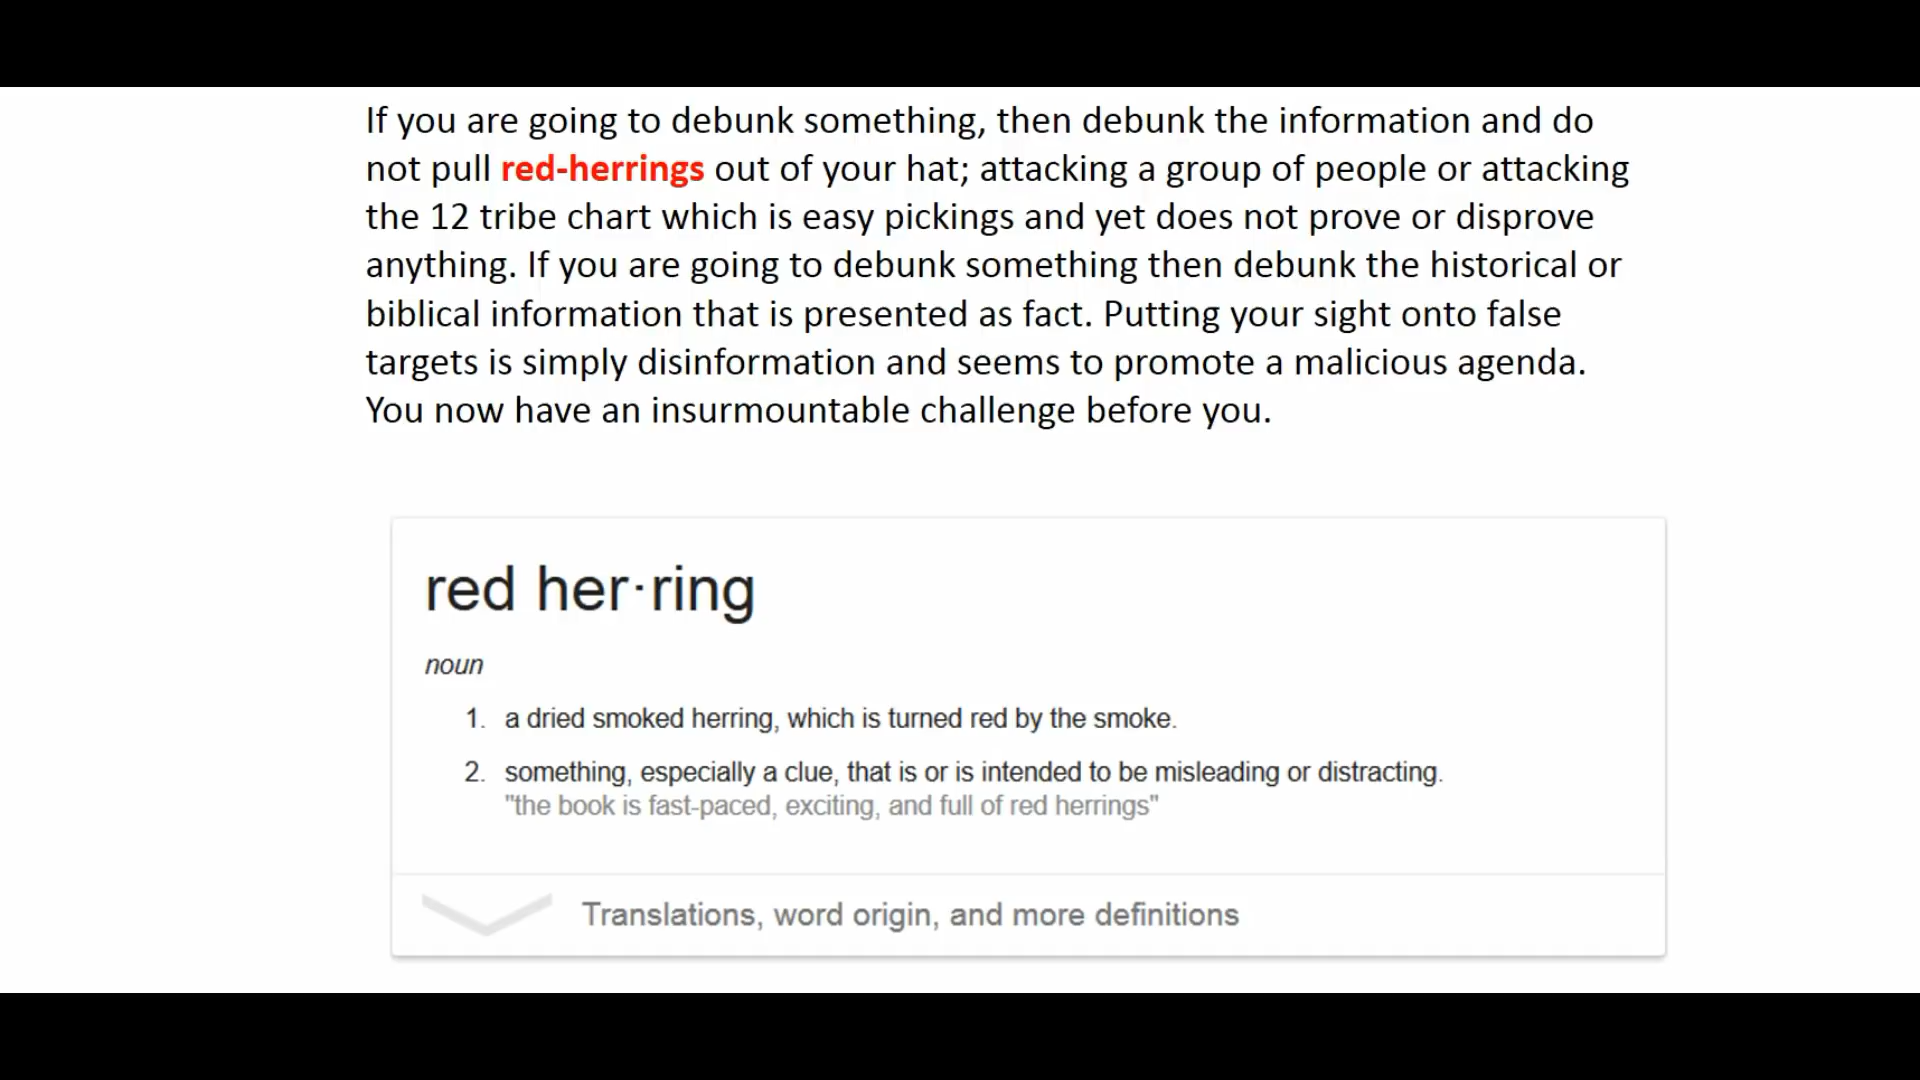 If you are going to debunk something, then debunk the information and do
not pull red-herrings out of your hat; attacking a group of people or attacking
the 12 tribe chart which is easy pickings and yet does not prove or disprove
anything. If you are going to debunk something then debunk the historical or
biblical information that is presented as fact. Putting your sight onto false
targets is simply disinformation and seems to promote a malicious agenda.
You now have an insurmountable challenge before you.
red her·ring
noun
1. a dried smoked herring, which is turned red by the smoke.
2. something, especially a clue, that is or is intended to be misleading or distracting.
"the book is fast-paced, exciting, and full of red herrings"
Translations, word origin, and more definitions